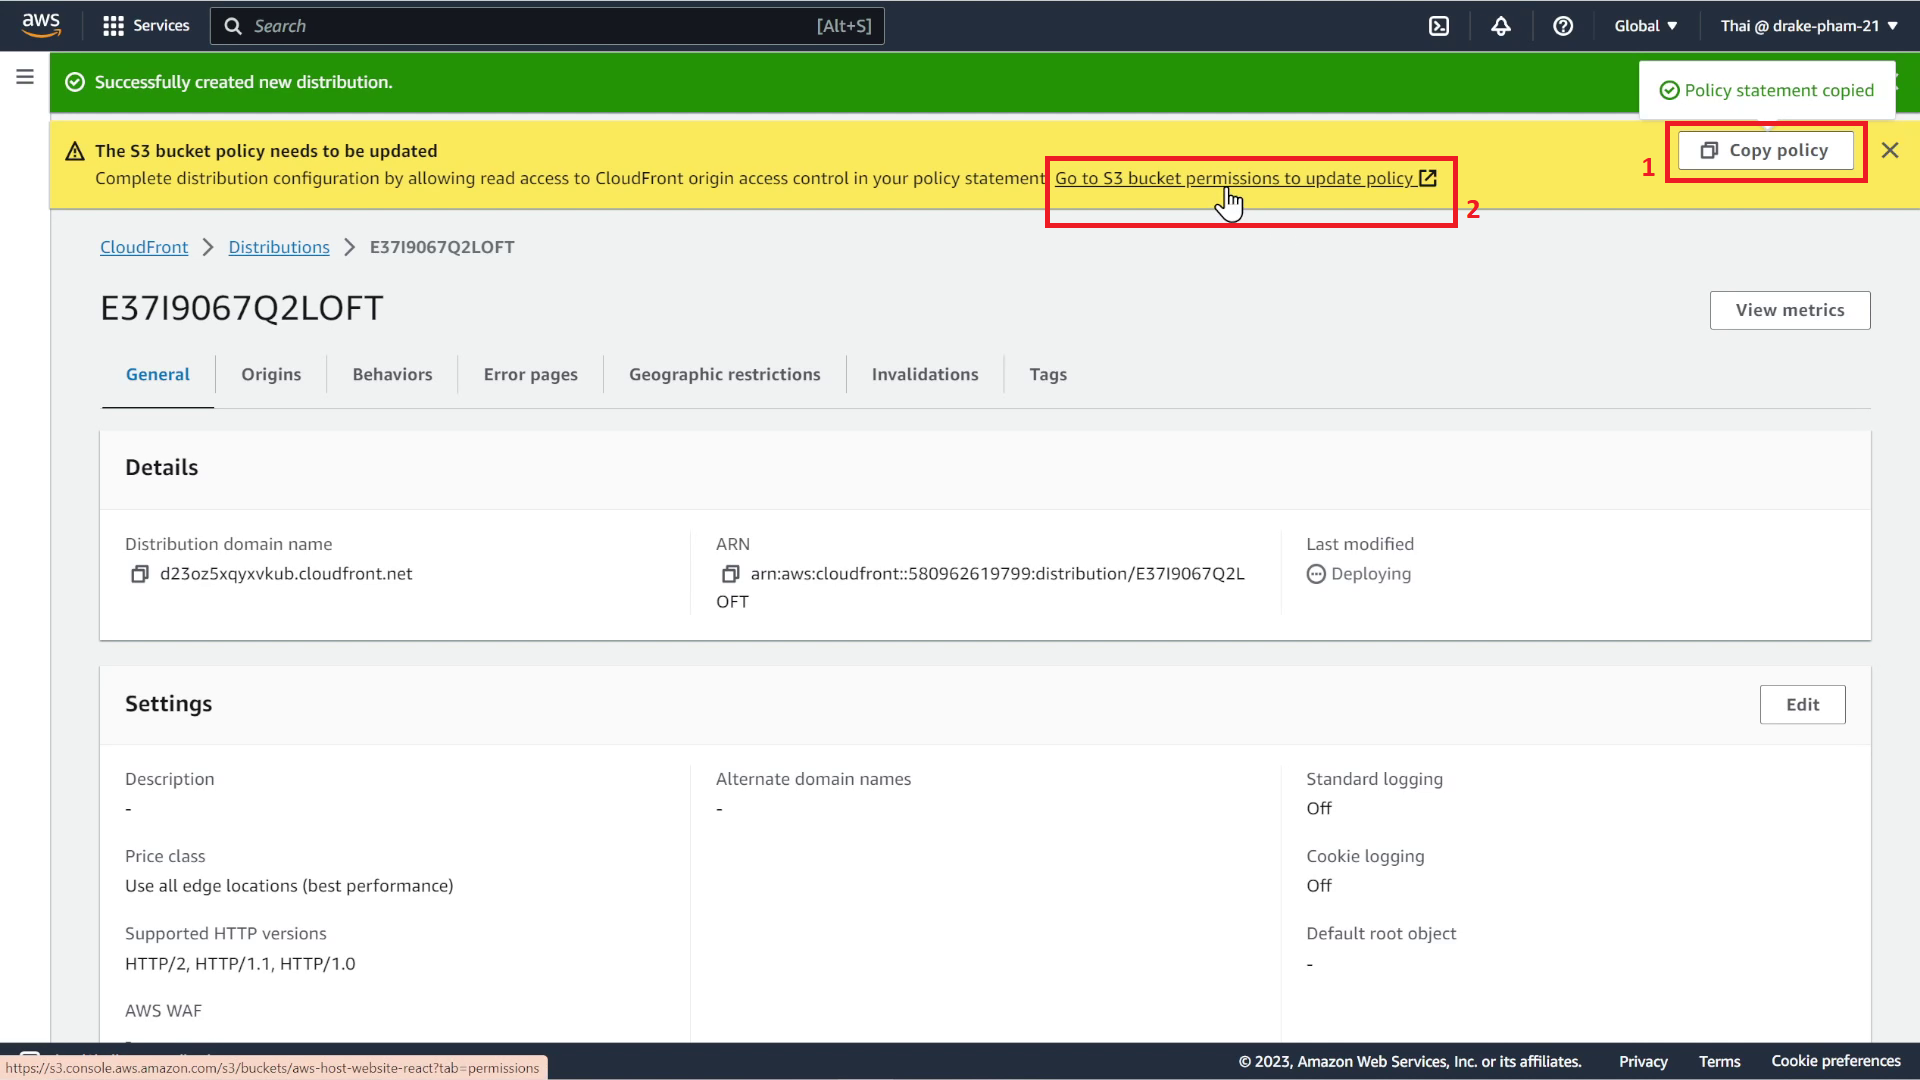 aws
Services
Search
[Alt+S]
Global
Thai @ drake-pham-21
Successfully created new distribution.
Policy statement copied
The S3 bucket policy needs to be updated
Complete distribution configuration by allowing read access to CloudFront origin access control in your policy statement
Go to S3 bucket permissions to update policy
2
1
Copy policy
CloudFront
Distributions
E37I9067Q2LOFT
E37I9067Q2LOFT
View metrics
General
Origins
Behaviors
Error pages
Geographic restrictions
Invalidations
Tags
Details
Distribution domain name
d23oz5xqyxvkub.cloudfront.net
ARN
arn:aws:cloudfront::580962619799:distribution/E37I9067Q2L
OFT
Last modified
Deploying
Settings
Edit
Description
-
Alternate domain names
-
Standard logging
Off
Price class
Use all edge locations (best performance)
Cookie logging
Off
Supported HTTP versions
HTTP/2, HTTP/1.1, HTTP/1.0
Default root object
-
AWS WAF
https://s3.console.aws.amazon.com/s3/buckets/aws-host-website-react?tab=permissions
© 2023, Amazon Web Services, Inc. or its affiliates.
Privacy
Terms
Cookie preferences